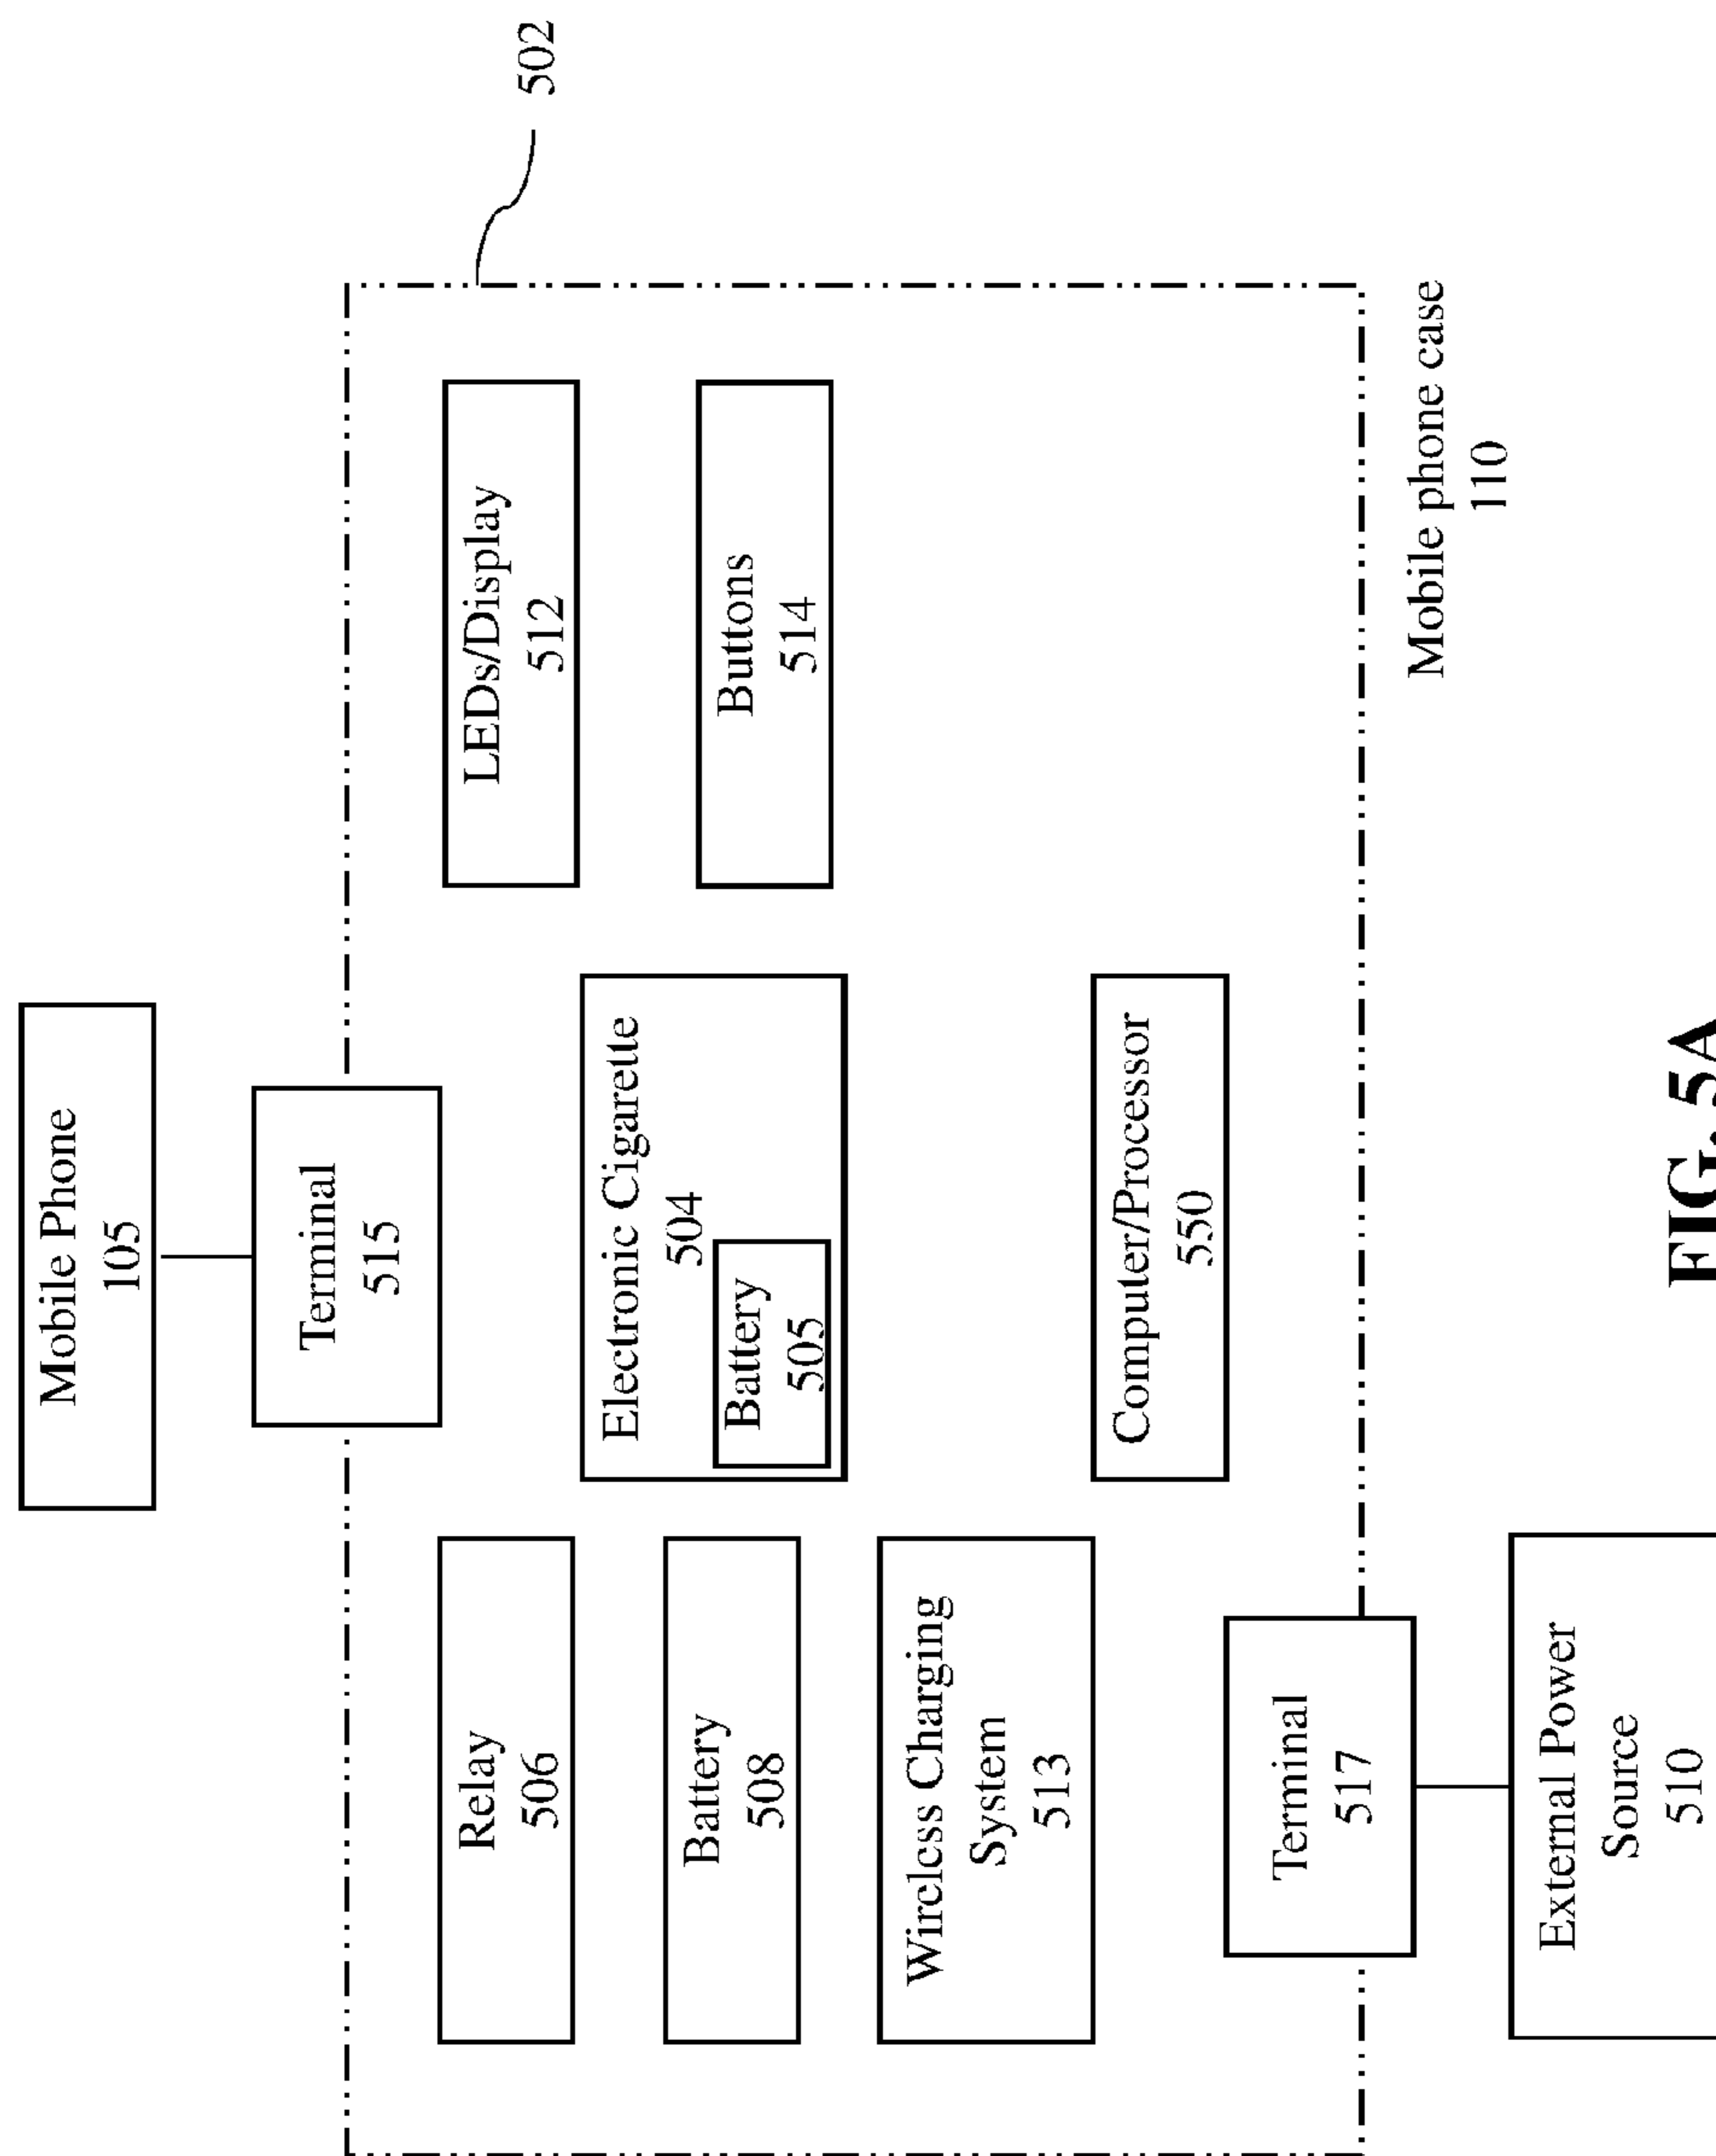 Mobile Phone
105
Terminal
515
502
Relay
506
LEDs/Display
512
Electronic Cigarette
504
Battery
505
Battery
508
Buttons
514
Wireless Charging
System
513
Computer/Processor
550
Terminal
517
Mobile phone case
110
External Power
Source
510
FIG. 5A